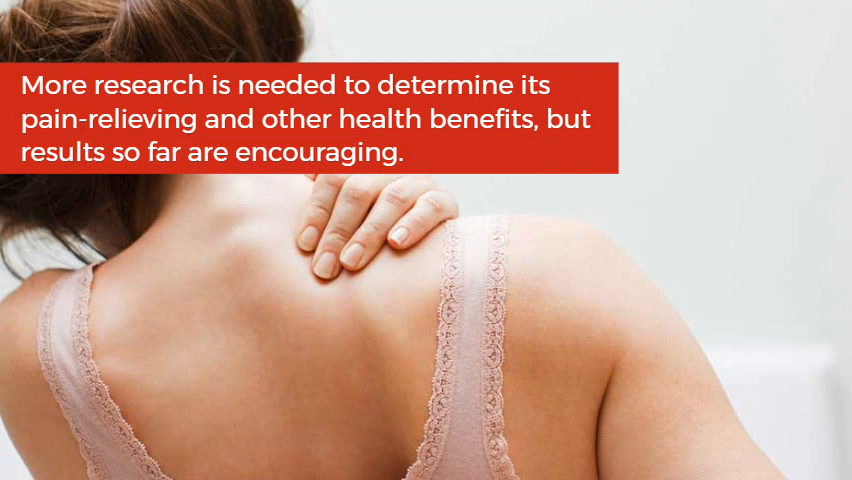 More research is needed to determine its
pain-relieving and other health benefits, but
results so far are encouraging.